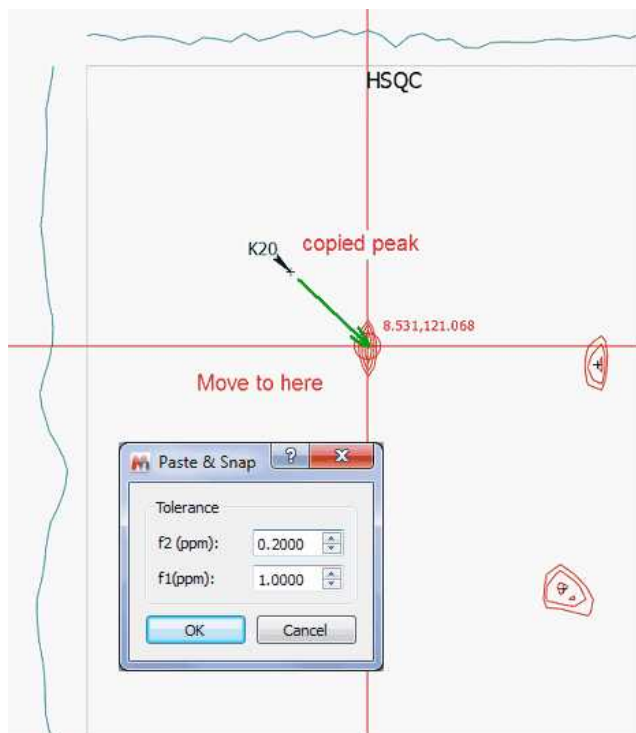 HSQC
K20 copied peak
8.531,121.068
Move to here
Paste & Snap
Tolerance
f2 (ppm): 0.2000
f1(ppm): 1.0000
OK Cancel